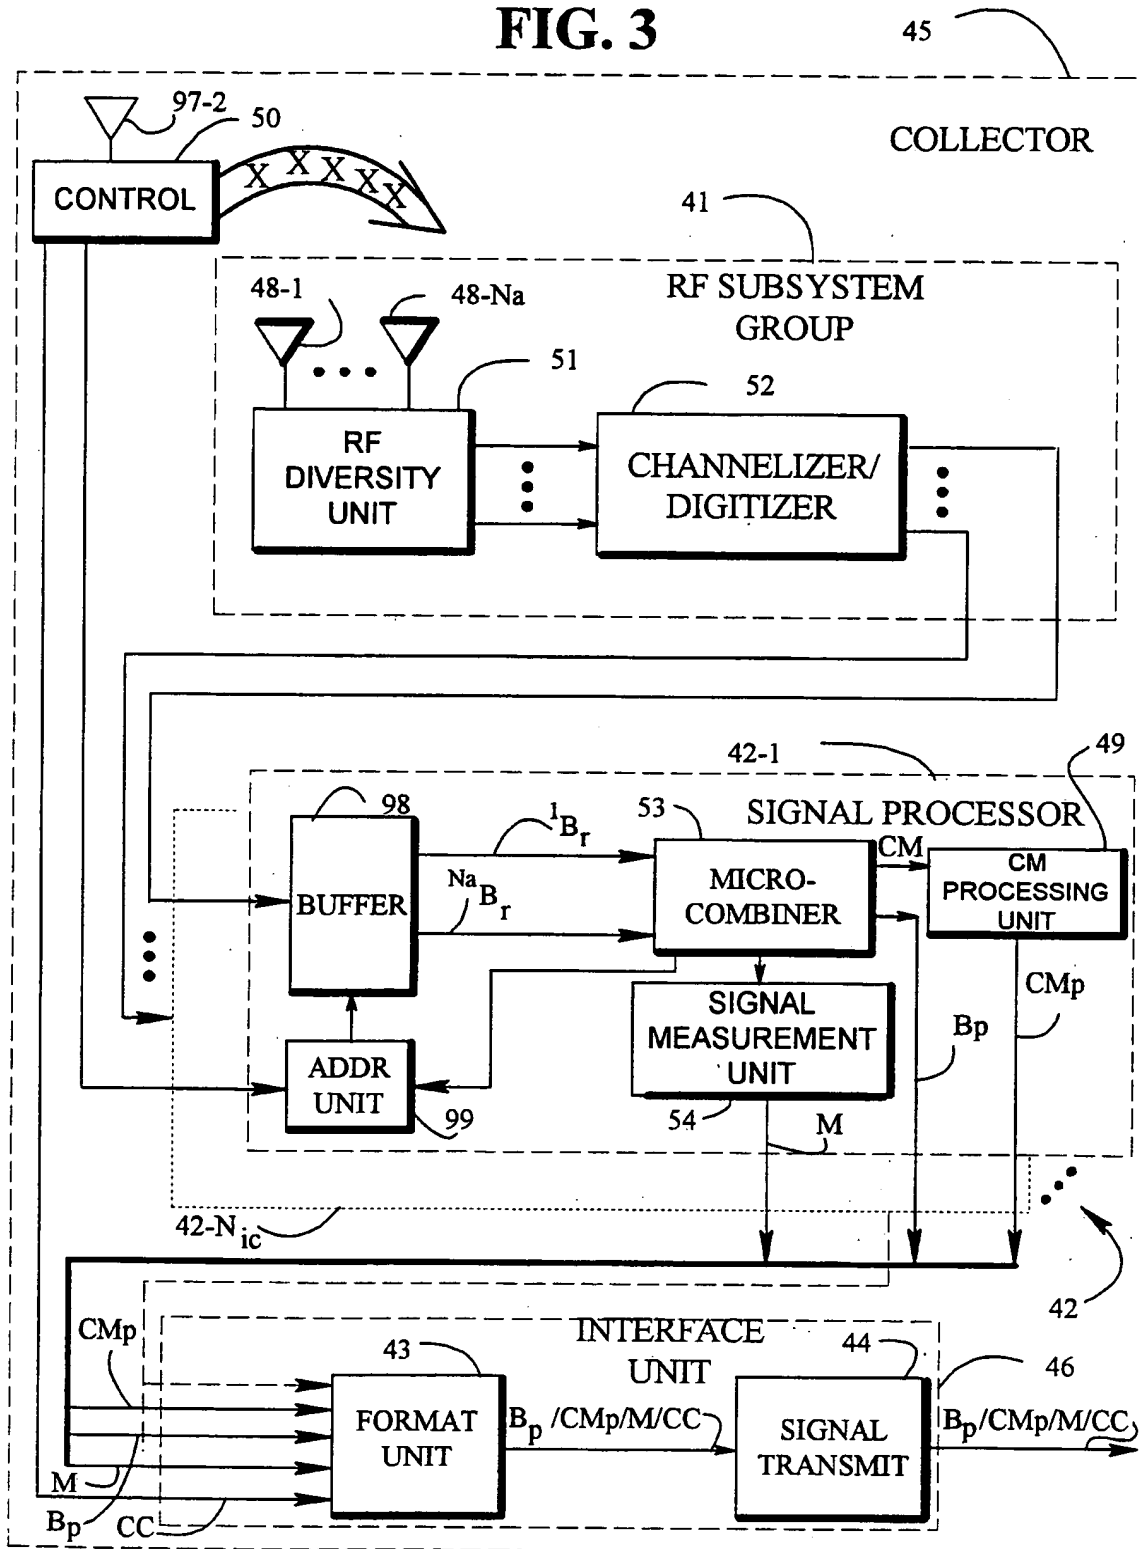 FIG. 3
45
97-2
50
COLLECTOR
CONTROL
X X X X X
41
RF SUBSYSTEM
GROUP
48-1
48-Na
51
52
RF
DIVERSITY
UNIT
CHANNELIZER/
DIGITIZER
42-1
49
98
53
SIGNAL PROCESSOR
1Br
CM
BUFFER
NaBr
MICRO-
COMBINER
CM
PROCESSING
UNIT
CMp
SIGNAL
MEASUREMENT
UNIT
Bp
ADDR
UNIT
99
54
M
42-Nic
42
CMp
INTERFACE
UNIT
43
44
46
FORMAT
UNIT
Bp/CMp/M/CC
SIGNAL
TRANSMIT
Bp/CMp/M/CC
M
Bp
CC